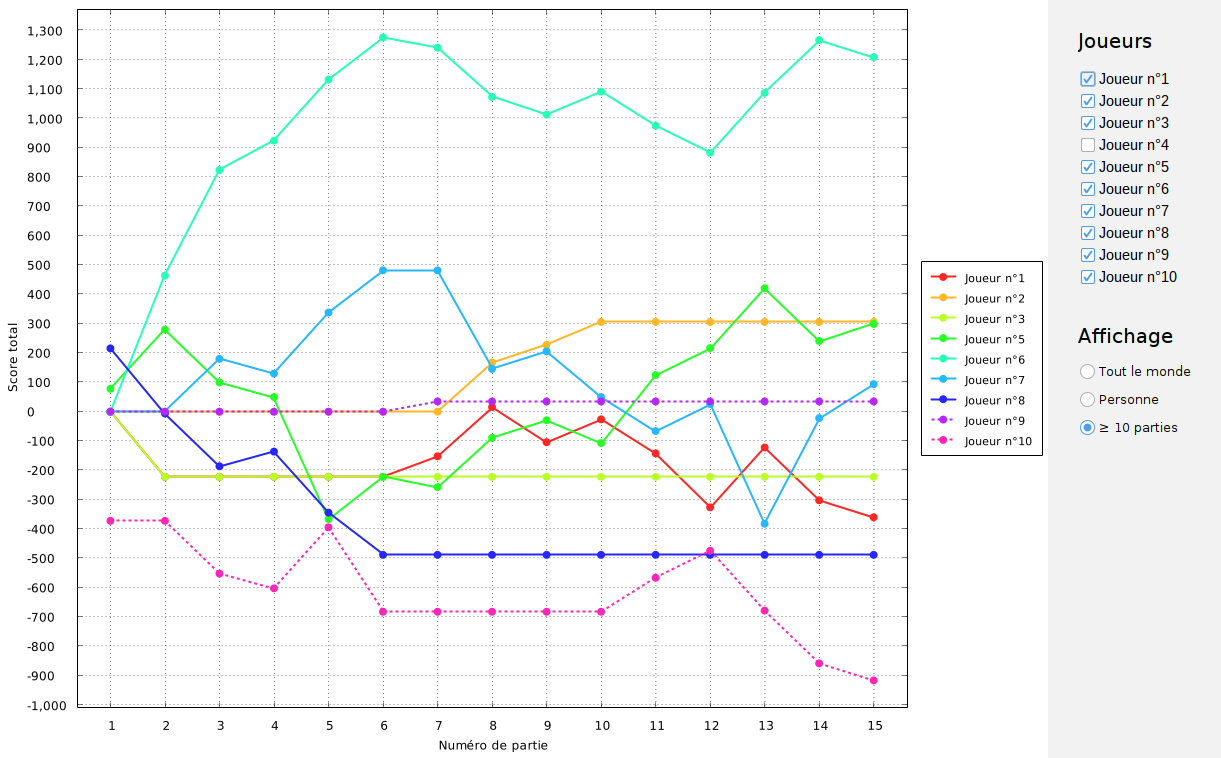 1,300
1,200
1,100
1,000
900
800
700
600
500
400
300
200
100
0
-100
-200
-300
-400
-500
-600
-700
-800
-900
-1,000
Score total
1 2 3 4 5 6 7 8 9 10 11 12 13 14 15
Numéro de partie
Joueur n°1
Joueur n°2
Joueur n°3
Joueur n°5
Joueur n°6
Joueur n°7
Joueur n°8
Joueur n°9
Joueur n°10
Joueurs
Joueur n°1
Joueur n°2
Joueur n°3
Joueur n°4
Joueur n°5
Joueur n°6
Joueur n°7
Joueur n°8
Joueur n°9
Joueur n°10
Affichage
Tout le monde
Personne
≥ 10 parties